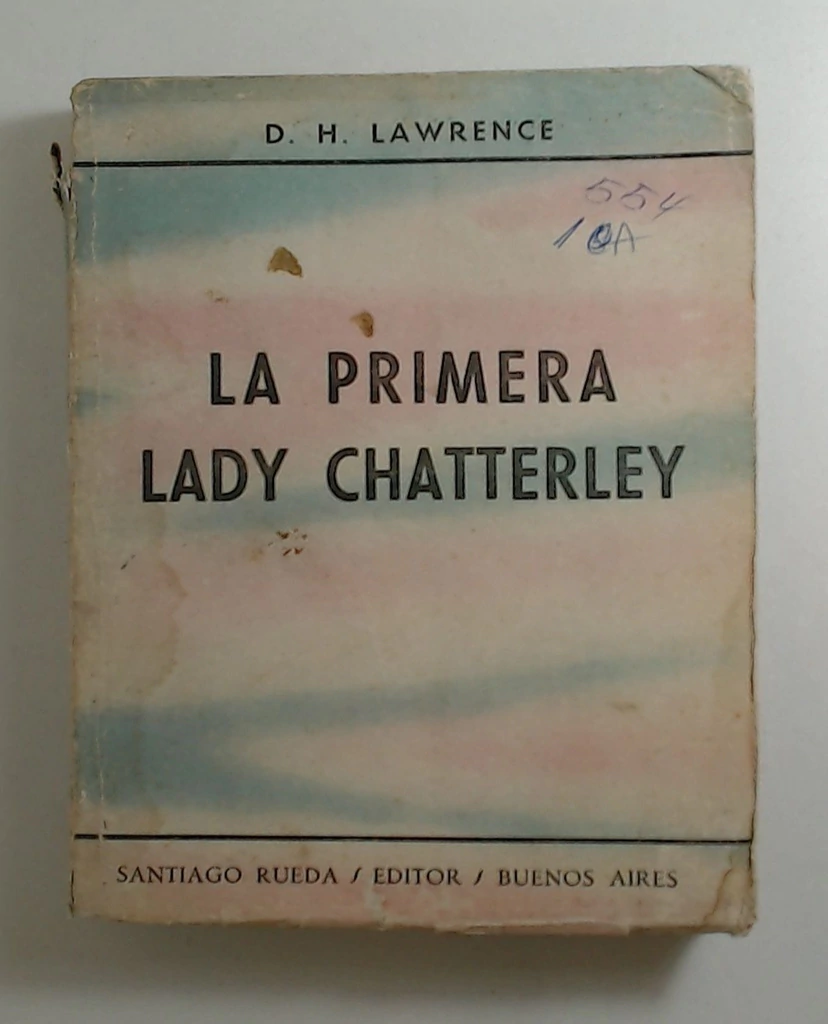 D. H. LAWRENCE
554
LA PRIMERA
LADY CHATTERLEY
SANTIAGO RUEDA / EDITOR / BUENOS AIRES